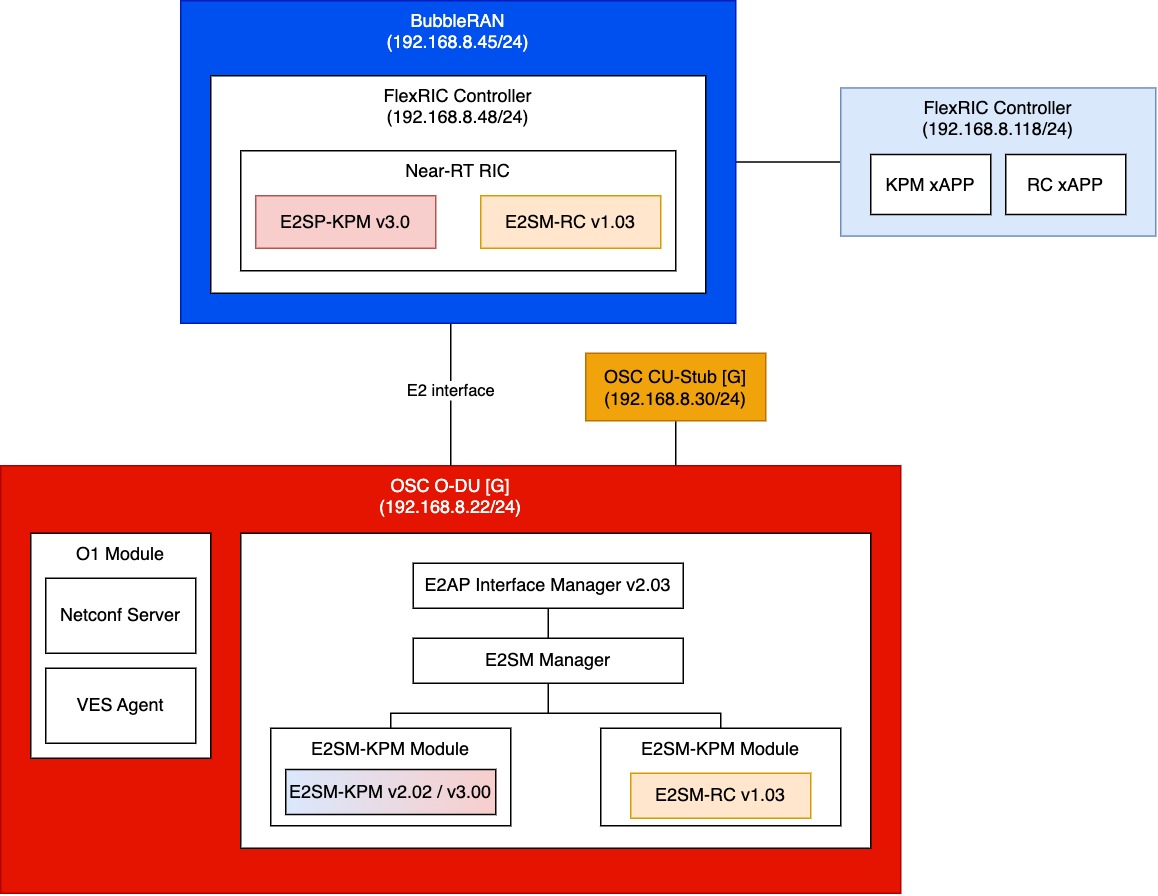 BubbleRAN
(192.168.8.45/24)
FlexRIC Controller
(192.168.8.48/24)
Near-RT RIC
E2SP-KPM v3.0
E2SM-RC v1.03
FlexRIC Controller
(192.168.8.118/24)
KPM xAPP
RC xAPP
E2 interface
OSC CU-Stub [G]
(192.168.8.30/24)
OSC O-DU [G]
(192.168.8.22/24)
O1 Module
Netconf Server
VES Agent
E2AP Interface Manager v2.03
E2SM Manager
E2SM-KPM Module
E2SM-KPM v2.02 / v3.00
E2SM-KPM Module
E2SM-RC v1.03